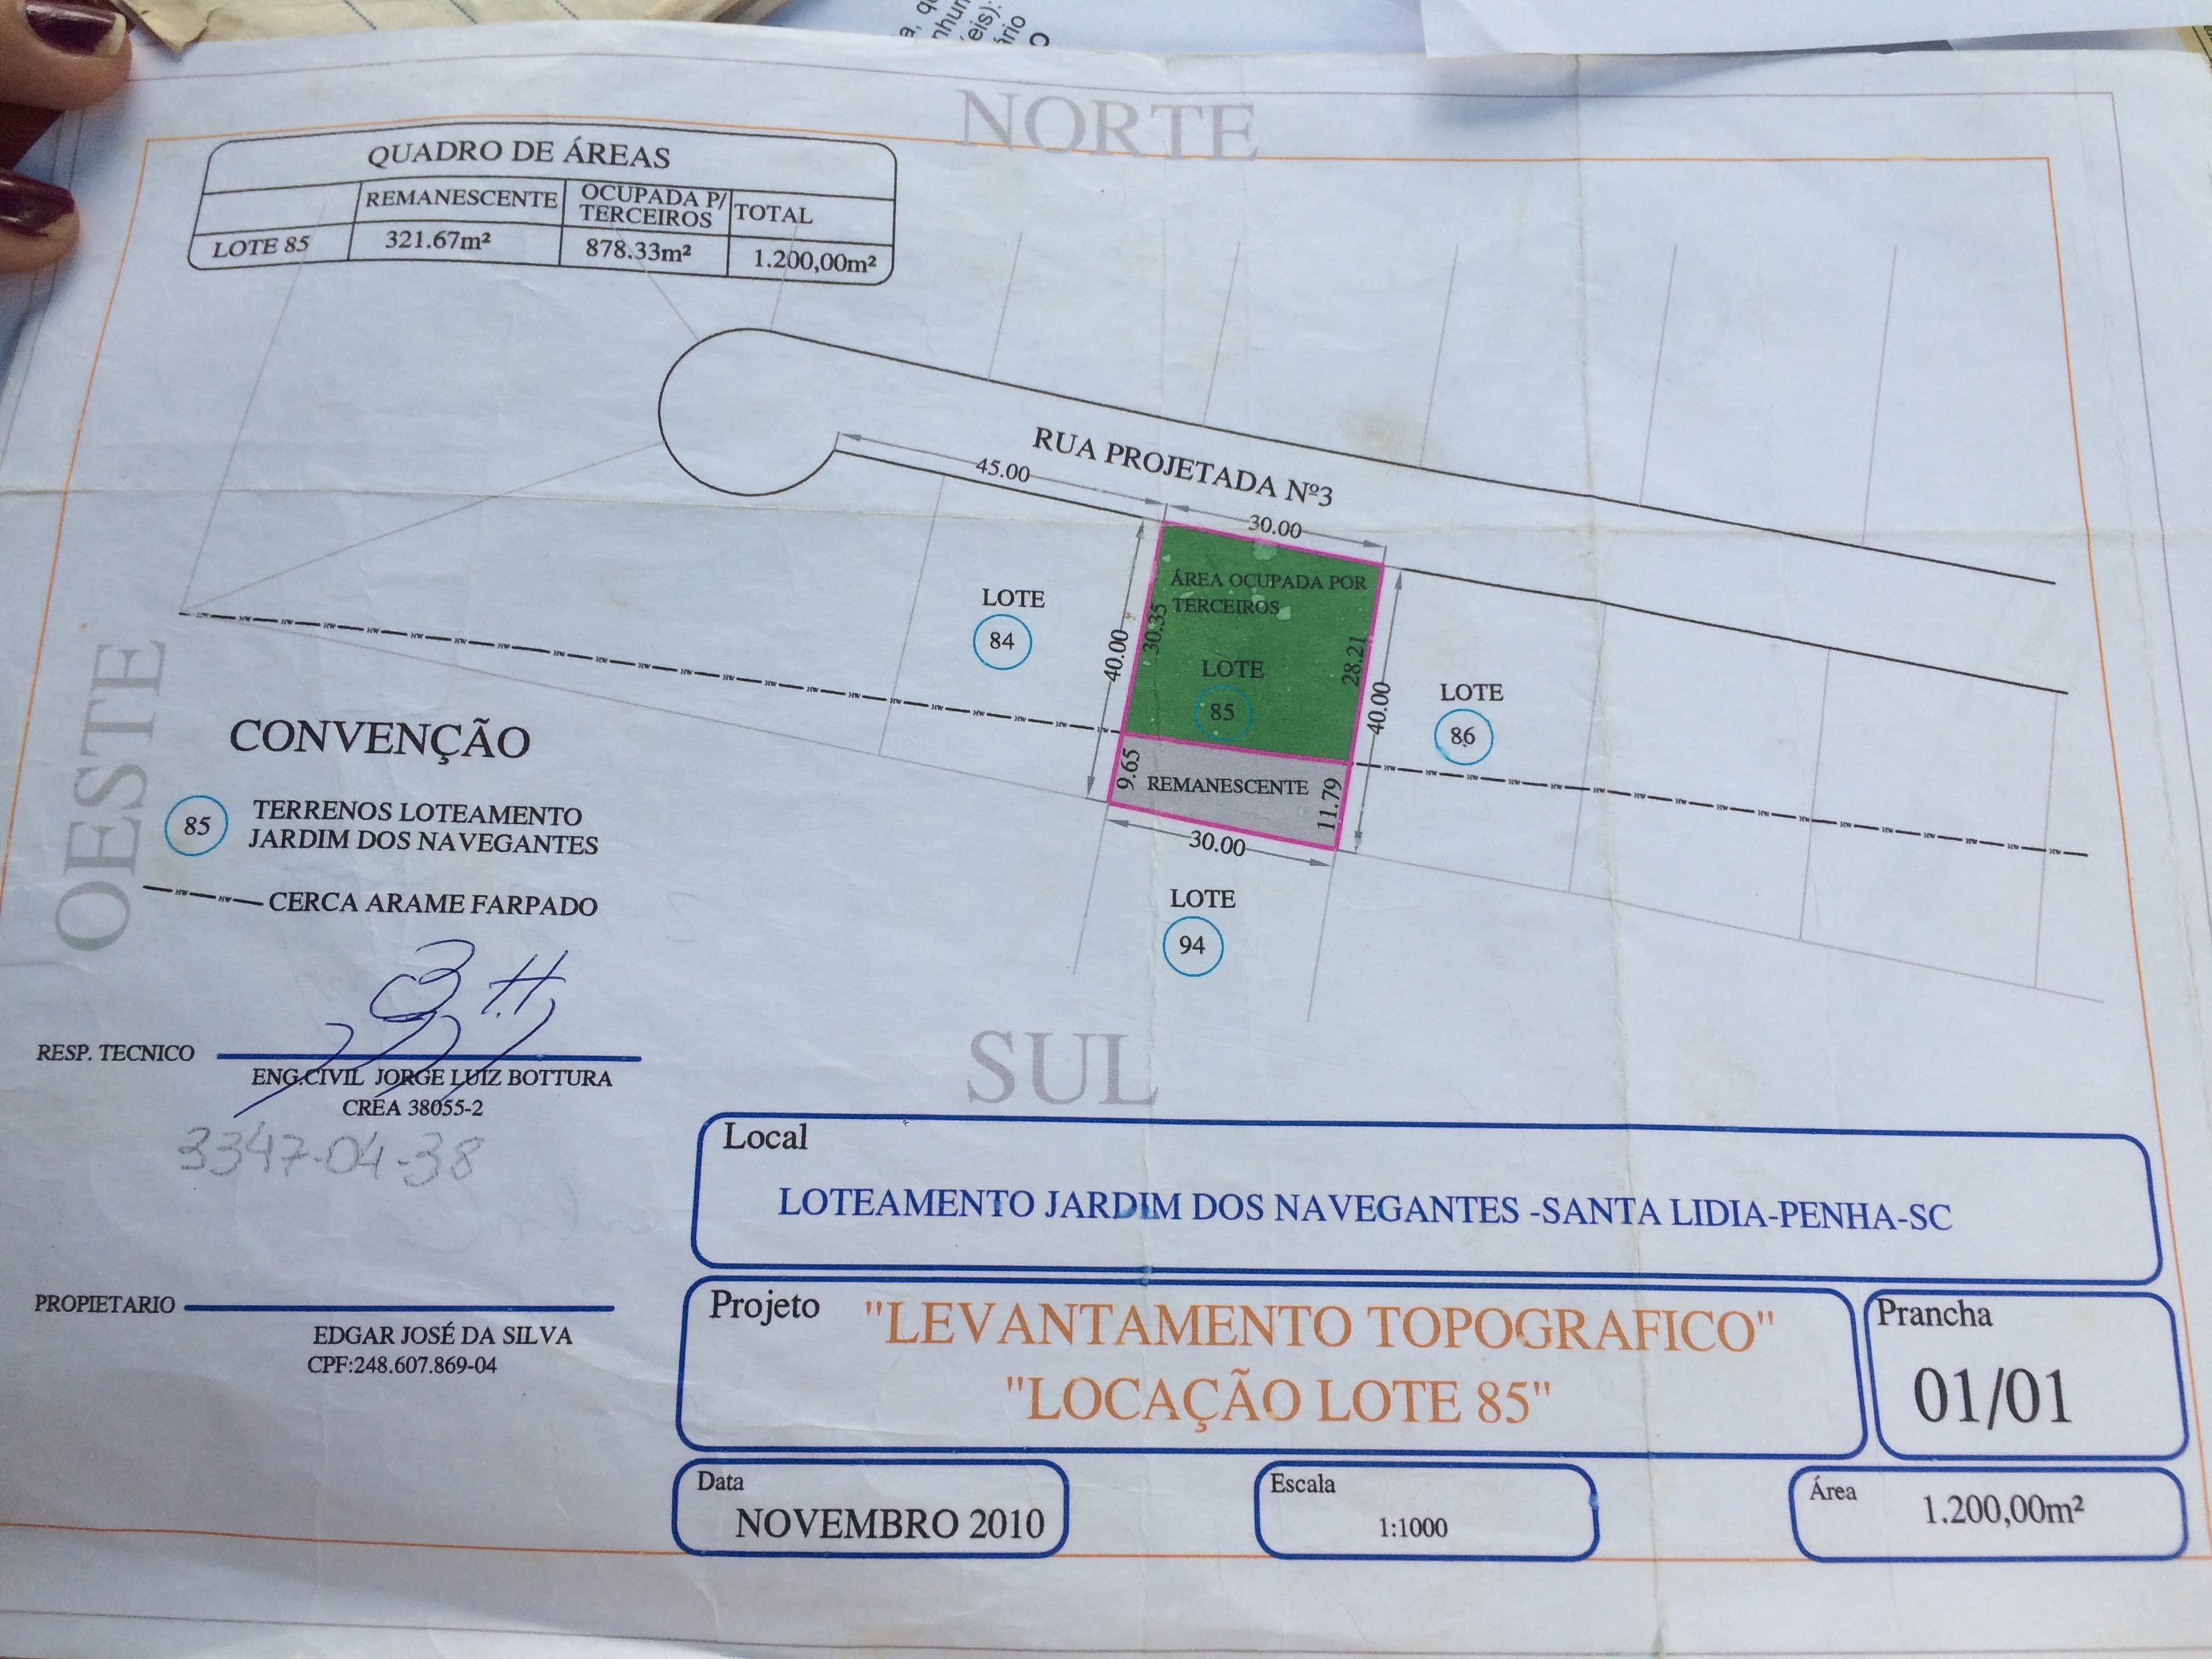 NORTE
QUADRO DE ÁREAS
REMANESCENTE
OCUPADA P/
TERCEIROS
TOTAL
LOTE 85
321.67m²
878.33m²
1.200,00m²
RUA PROJETADA Nº3
45.00
30.00
ÁREA OCUPADA POR
TERCEIROS
LOTE
84
40.00
30.35
LOTE
85
28.21
40.00
LOTE
86
9.65
REMANESCENTE
11.79
30.00
LOTE
94
OESTE
SUL
CONVENÇÃO
85
TERRENOS LOTEAMENTO
JARDIM DOS NAVEGANTES
CERCA ARAME FARPADO
RESP. TECNICO
ENG.CIVIL JORGE LUIZ BOTTURA
CREA 38055-2
3347-04-38
PROPIETARIO
EDGAR JOSÉ DA SILVA
CPF:248.607.869-04
Local
LOTEAMENTO JARDIM DOS NAVEGANTES -SANTA LIDIA-PENHA-SC
Projeto
"LEVANTAMENTO TOPOGRAFICO"
"LOCAÇÃO LOTE 85"
Prancha
01/01
Data
NOVEMBRO 2010
Escala
1:1000
Área
1.200,00m²